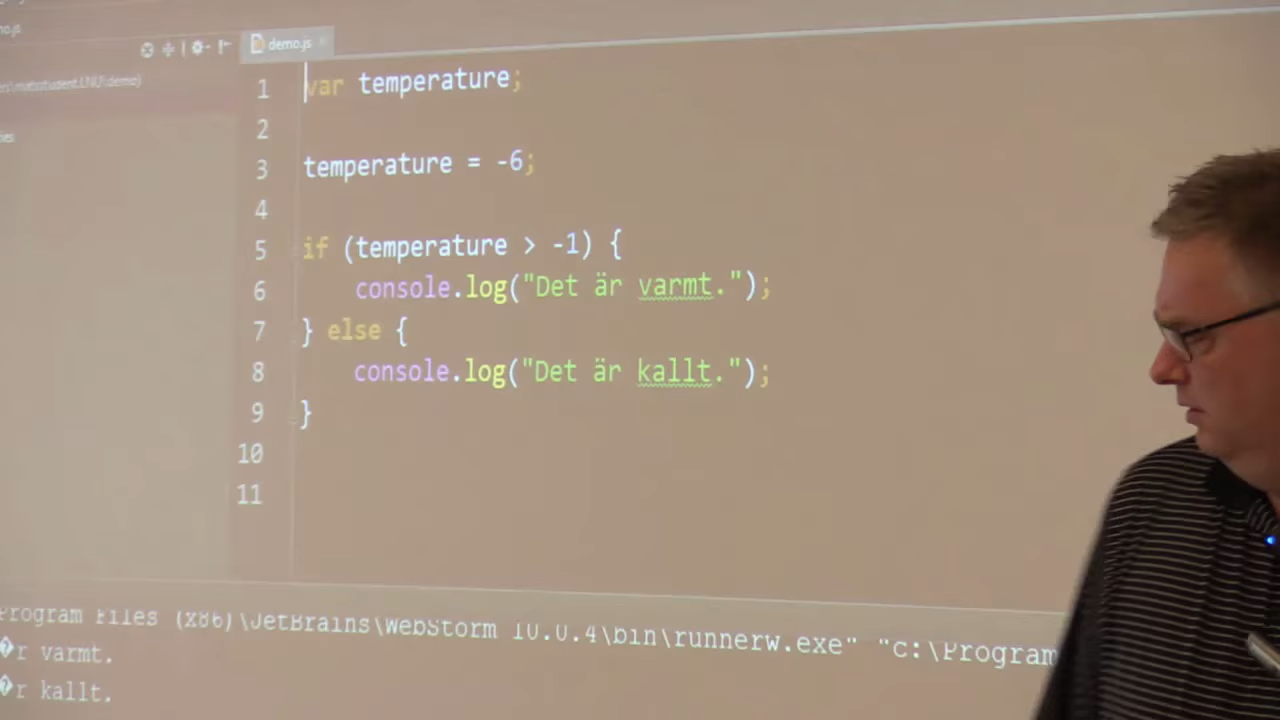 demo.js
1 var temperature;
2
3 temperature = -6;
4
5 if (temperature > -1) {
6 console.log("Det är varmt.");
7 } else {
8 console.log("Det är kallt.");
9 }
10
11
Program Files (x86)\JetBrains\WebStorm 10.0.4\bin\runnerw.exe" "C:\Program
�r varmt.
�r kallt.